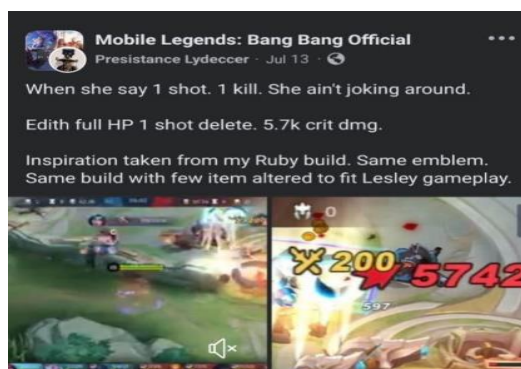 Mobile Legends: Bang Bang Official
Presistance Lydeccer · Jul 13 ·
When she say 1 shot. 1 kill. She ain't joking around.
Edith full HP 1 shot delete. 5.7k crit dmg.
Inspiration taken from my Ruby build. Same emblem.
Same build with few item altered to fit Lesley gameplay.
0
200
5742
597